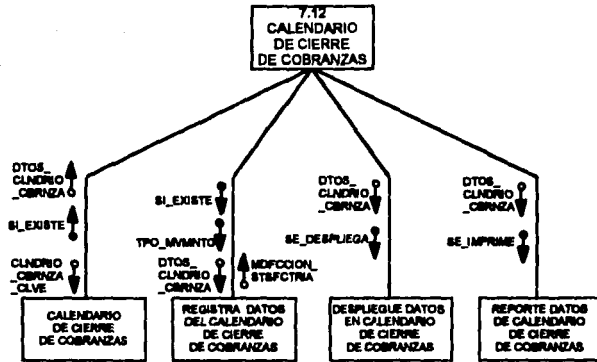 7.12
CALENDARIO
DE CIERRE
DE COBRANZAS
DTOS_
CLNDRIO
_CBRNZA
SI_EXISTE
CLNDRIO
_CBRNZA
_CLVE
SI_EXISTE
TPO_MVMNTO
DTOS_
CLNDRIO
_CBRNZA
MDFCCION_
STSFCTRIA
DTOS_
CLNDRIO
_CBRNZA
SE_DESPLIEGA
DTOS_
CLNDRIO
_CBRNZA
SE_IMPRIME
CALENDARIO
DE CIERRE
DE COBRANZAS
REGISTRA DATOS
DEL CALENDARIO
DE CIERRE
DE COBRANZAS
DESPLIEGUE DATOS
EN CALENDARIO
DE CIERRE
DE COBRANZAS
REPORTE DATOS
DE CALENDARIO
DE CIERRE
DE COBRANZAS